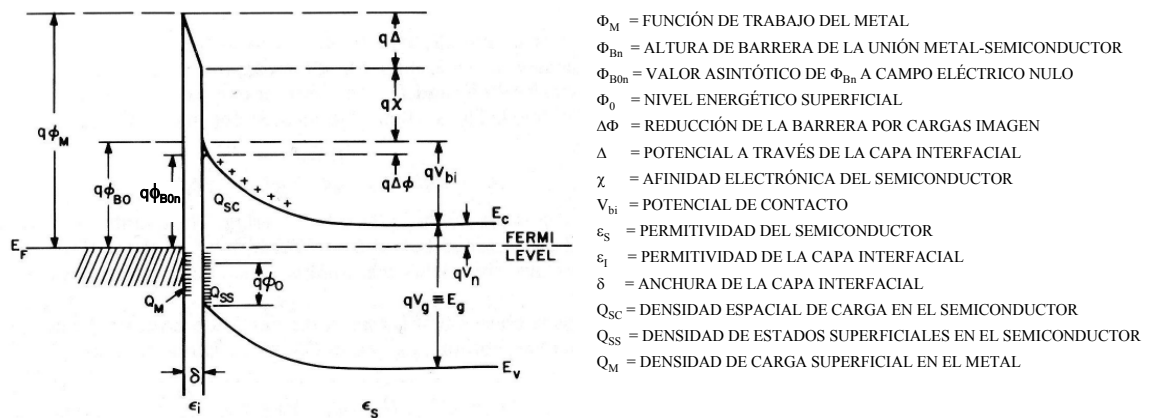 qΔ
qχ
qϕM
qϕB0
qϕB0n
qVbi
qΔϕ
QSC
EC
EF
FERMI
LEVEL
qVn
qϕ0
QM
QSS
qVg ≡ Eg
EV
δ
ϵi
ϵS
ΦM = FUNCIÓN DE TRABAJO DEL METAL
ΦBn = ALTURA DE BARRERA DE LA UNIÓN METAL-SEMICONDUCTOR
ΦB0n = VALOR ASINTÓTICO DE ΦBn A CAMPO ELÉCTRICO NULO
Φ0 = NIVEL ENERGÉTICO SUPERFICIAL
ΔΦ = REDUCCIÓN DE LA BARRERA POR CARGAS IMAGEN
Δ = POTENCIAL A TRAVÉS DE LA CAPA INTERFACIAL
χ = AFINIDAD ELECTRÓNICA DEL SEMICONDUCTOR
Vbi = POTENCIAL DE CONTACTO
εS = PERMITIVIDAD DEL SEMICONDUCTOR
εI = PERMITIVIDAD DE LA CAPA INTERFACIAL
δ = ANCHURA DE LA CAPA INTERFACIAL
QSC = DENSIDAD ESPACIAL DE CARGA EN EL SEMICONDUCTOR
QSS = DENSIDAD DE ESTADOS SUPERFICIALES EN EL SEMICONDUCTOR
QM = DENSIDAD DE CARGA SUPERFICIAL EN EL METAL